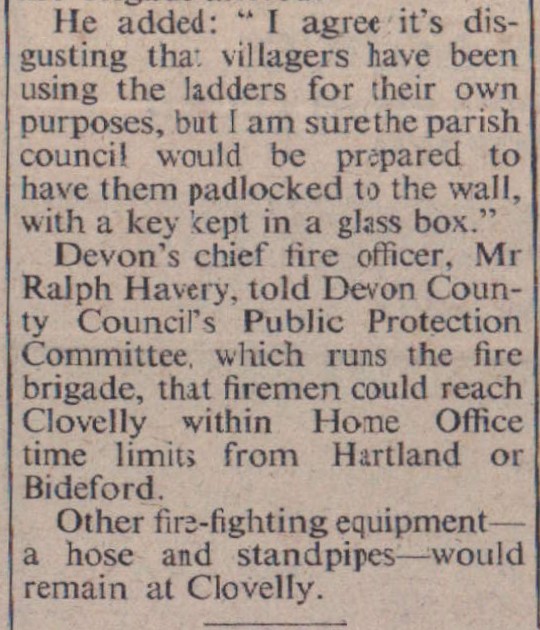 He added: “ I agree it's dis-
gusting that villagers have been
using the ladders for their own
purposes, but I am sure the parish
council would be prepared to
have them padlocked to the wall,
with a key kept in a glass box.”
Devon's chief fire officer, Mr
Ralph Havery, told Devon Coun-
ty Council's Public Protection
Committee, which runs the fire
brigade, that firemen could reach
Clovelly within Home Office
time limits from Hartland or
Bideford.
Other fire-fighting equipment—
a hose and standpipes—would
remain at Clovelly.